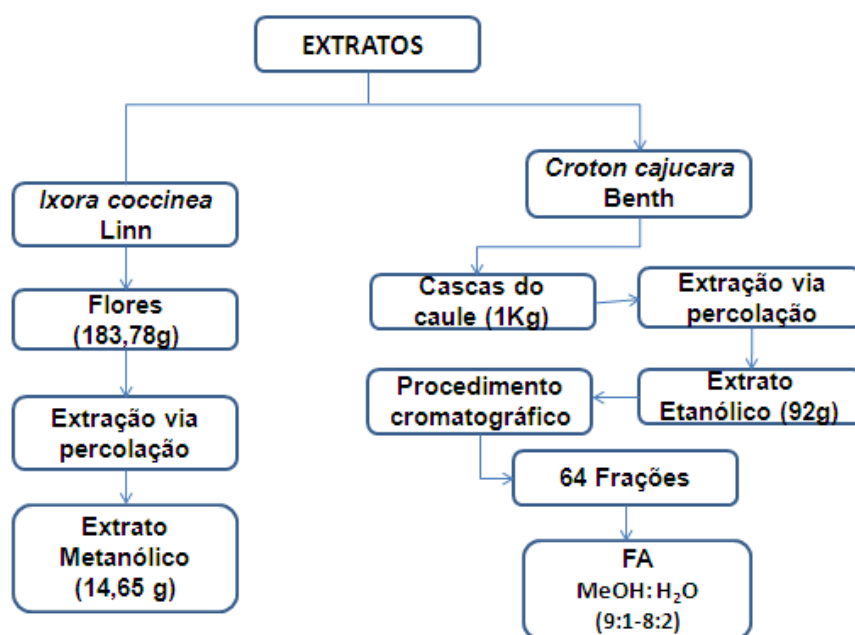 EXTRATOS
Ixora coccinea
Linn
Flores
(183,78g)
Extração via
percolação
Extrato
Metanólico
(14,65 g)
Croton cajucara
Benth
Cascas do
caule (1Kg)
Extração via
percolação
Extrato
Etanólico (92g)
Procedimento
cromatográfico
64 Frações
FA
MeOH: H₂O
(9:1-8:2)